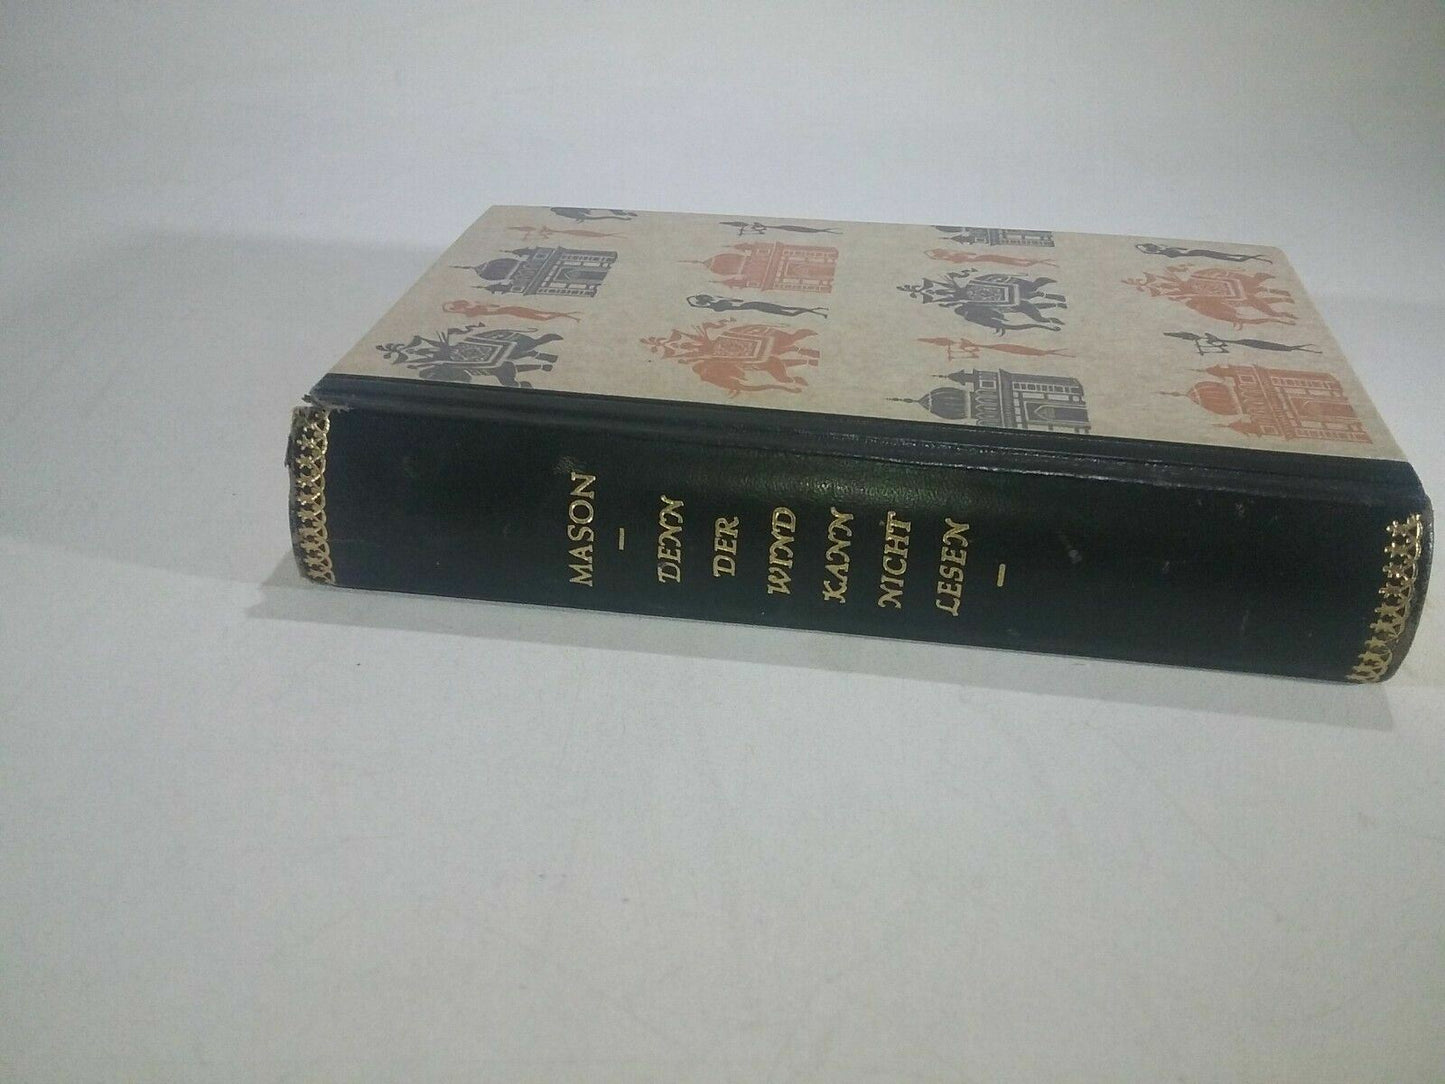 MASON
—
DENN
DER
WIND
KANN
NICHT
LESEN
—